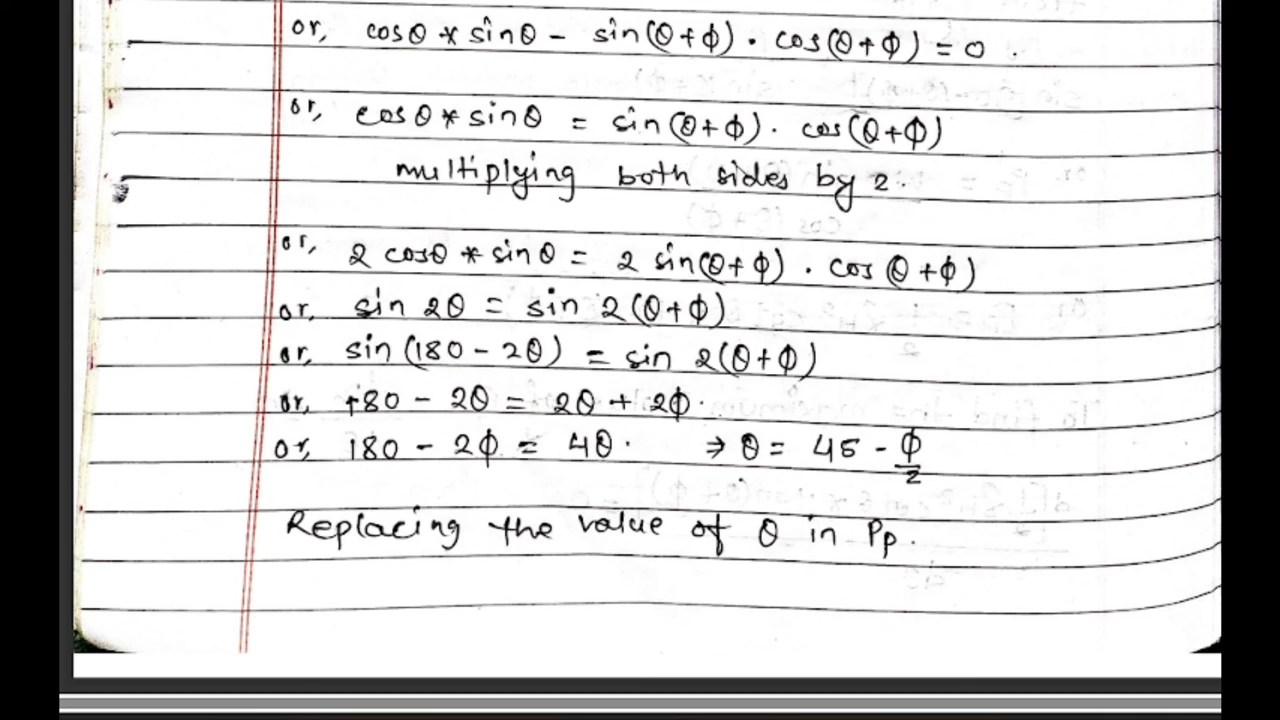 or, cosθ * sinθ - sin(θ+ϕ) · cos(θ+ϕ) = 0 .
or, cosθ * sinθ = sin(θ+ϕ) · cos(θ+ϕ)
multiplying both sides by 2.
or, 2 cosθ * sinθ = 2 sin(θ+ϕ) · cos(θ+ϕ)
or, sin 2θ = sin 2(θ+ϕ)
or, sin(180 - 2θ) = sin 2(θ+ϕ)
or, 180 - 2θ = 2θ + 2ϕ.
or, 180 - 2ϕ = 4θ. ⇒ θ = 45 - ϕ/2
Replacing the value of θ in Pp.